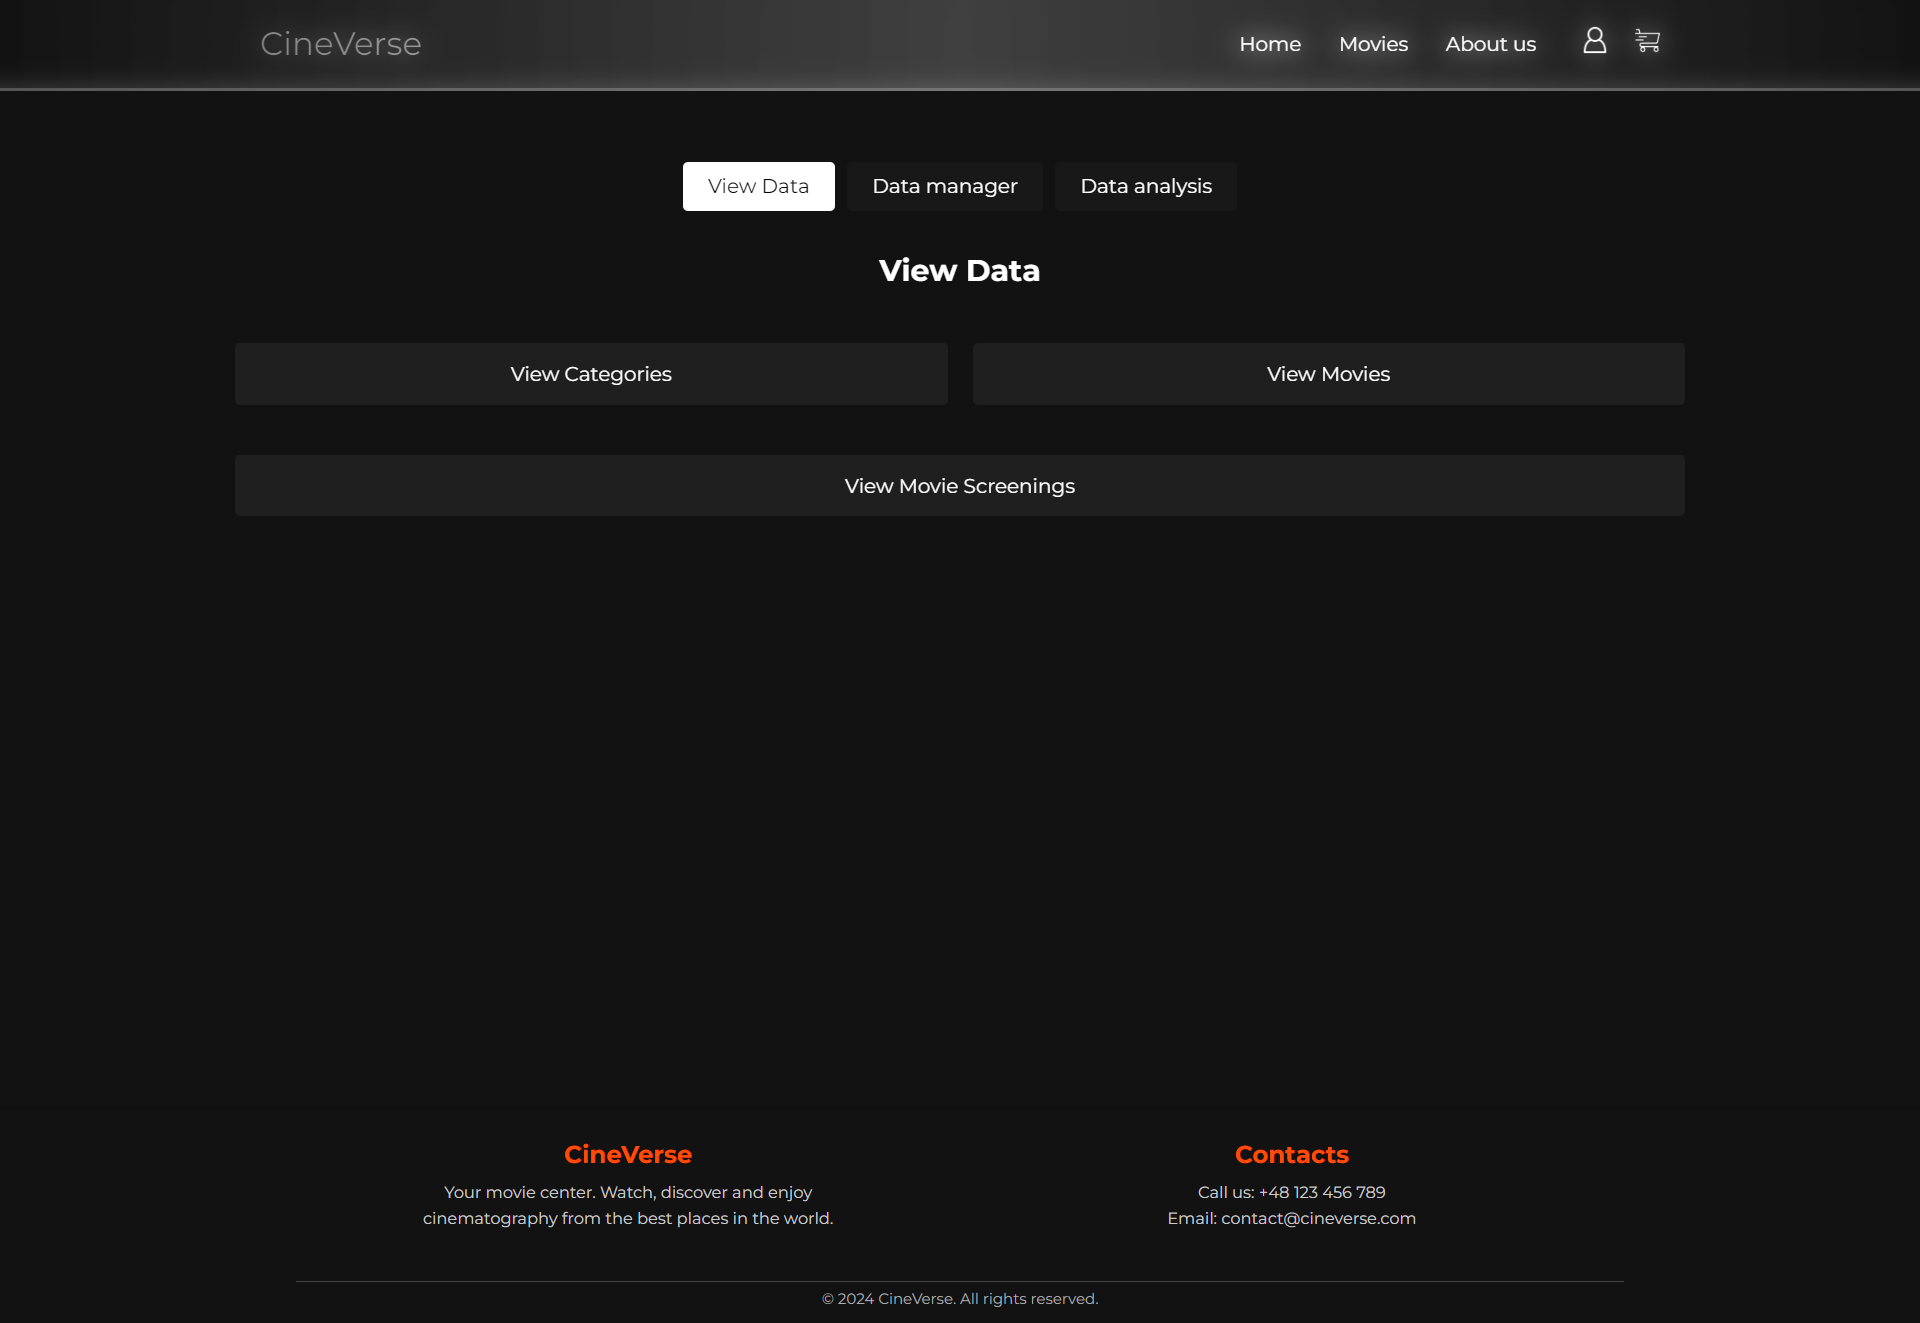 CineVerse
Home
Movies
About us
View Data
Data manager
Data analysis
View Data
View Categories
View Movies
View Movie Screenings
CineVerse
Your movie center. Watch, discover and enjoy
cinematography from the best places in the world.
Contacts
Call us: +48 123 456 789
Email: contact@cineverse.com
© 2024 CineVerse. All rights reserved.